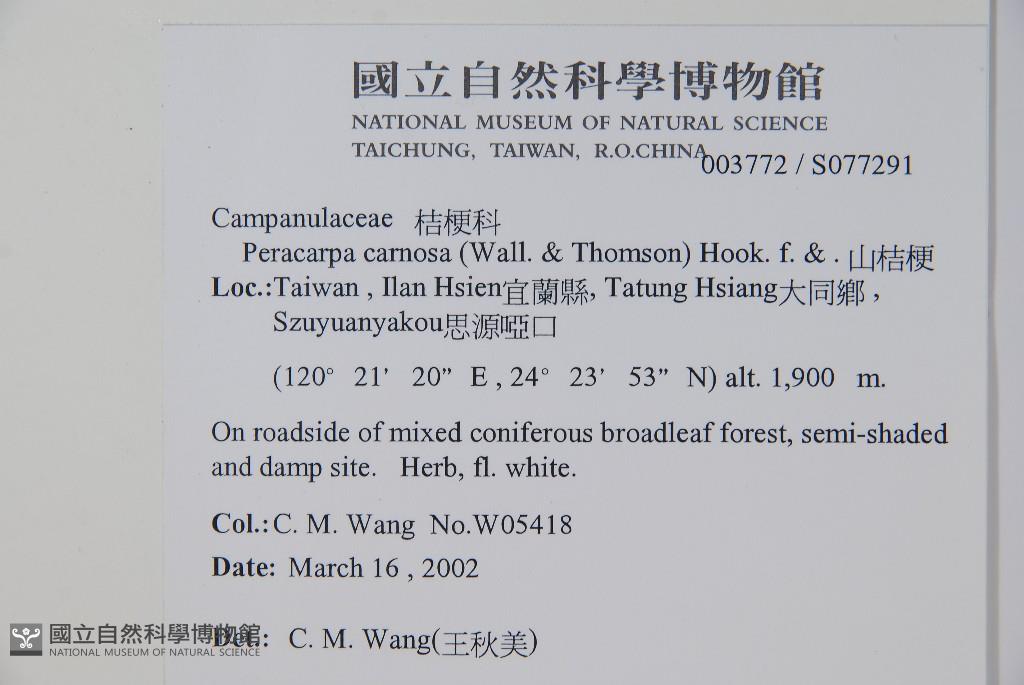 國立自然科學博物館
NATIONAL MUSEUM OF NATURAL SCIENCE
TAICHUNG, TAIWAN, R.O.CHINA
003772 / S077291
Campanulaceae 桔梗科
Peracarpa carnosa (Wall. & Thomson) Hook. f. & . 山桔梗
Loc.:Taiwan , Ilan Hsien宜蘭縣, Tatung Hsiang大同鄉 ,
Szuyuanyakou思源啞口
(120° 21’ 20” E , 24° 23’ 53” N) alt. 1,900 m.
On roadside of mixed coniferous broadleaf forest, semi-shaded
and damp site. Herb, fl. white.
Col.: C. M. Wang No.W05418
Date: March 16 , 2002
Det.: C. M. Wang(王秋美)
國立自然科學博物館
NATIONAL MUSEUM OF NATURAL SCIENCE